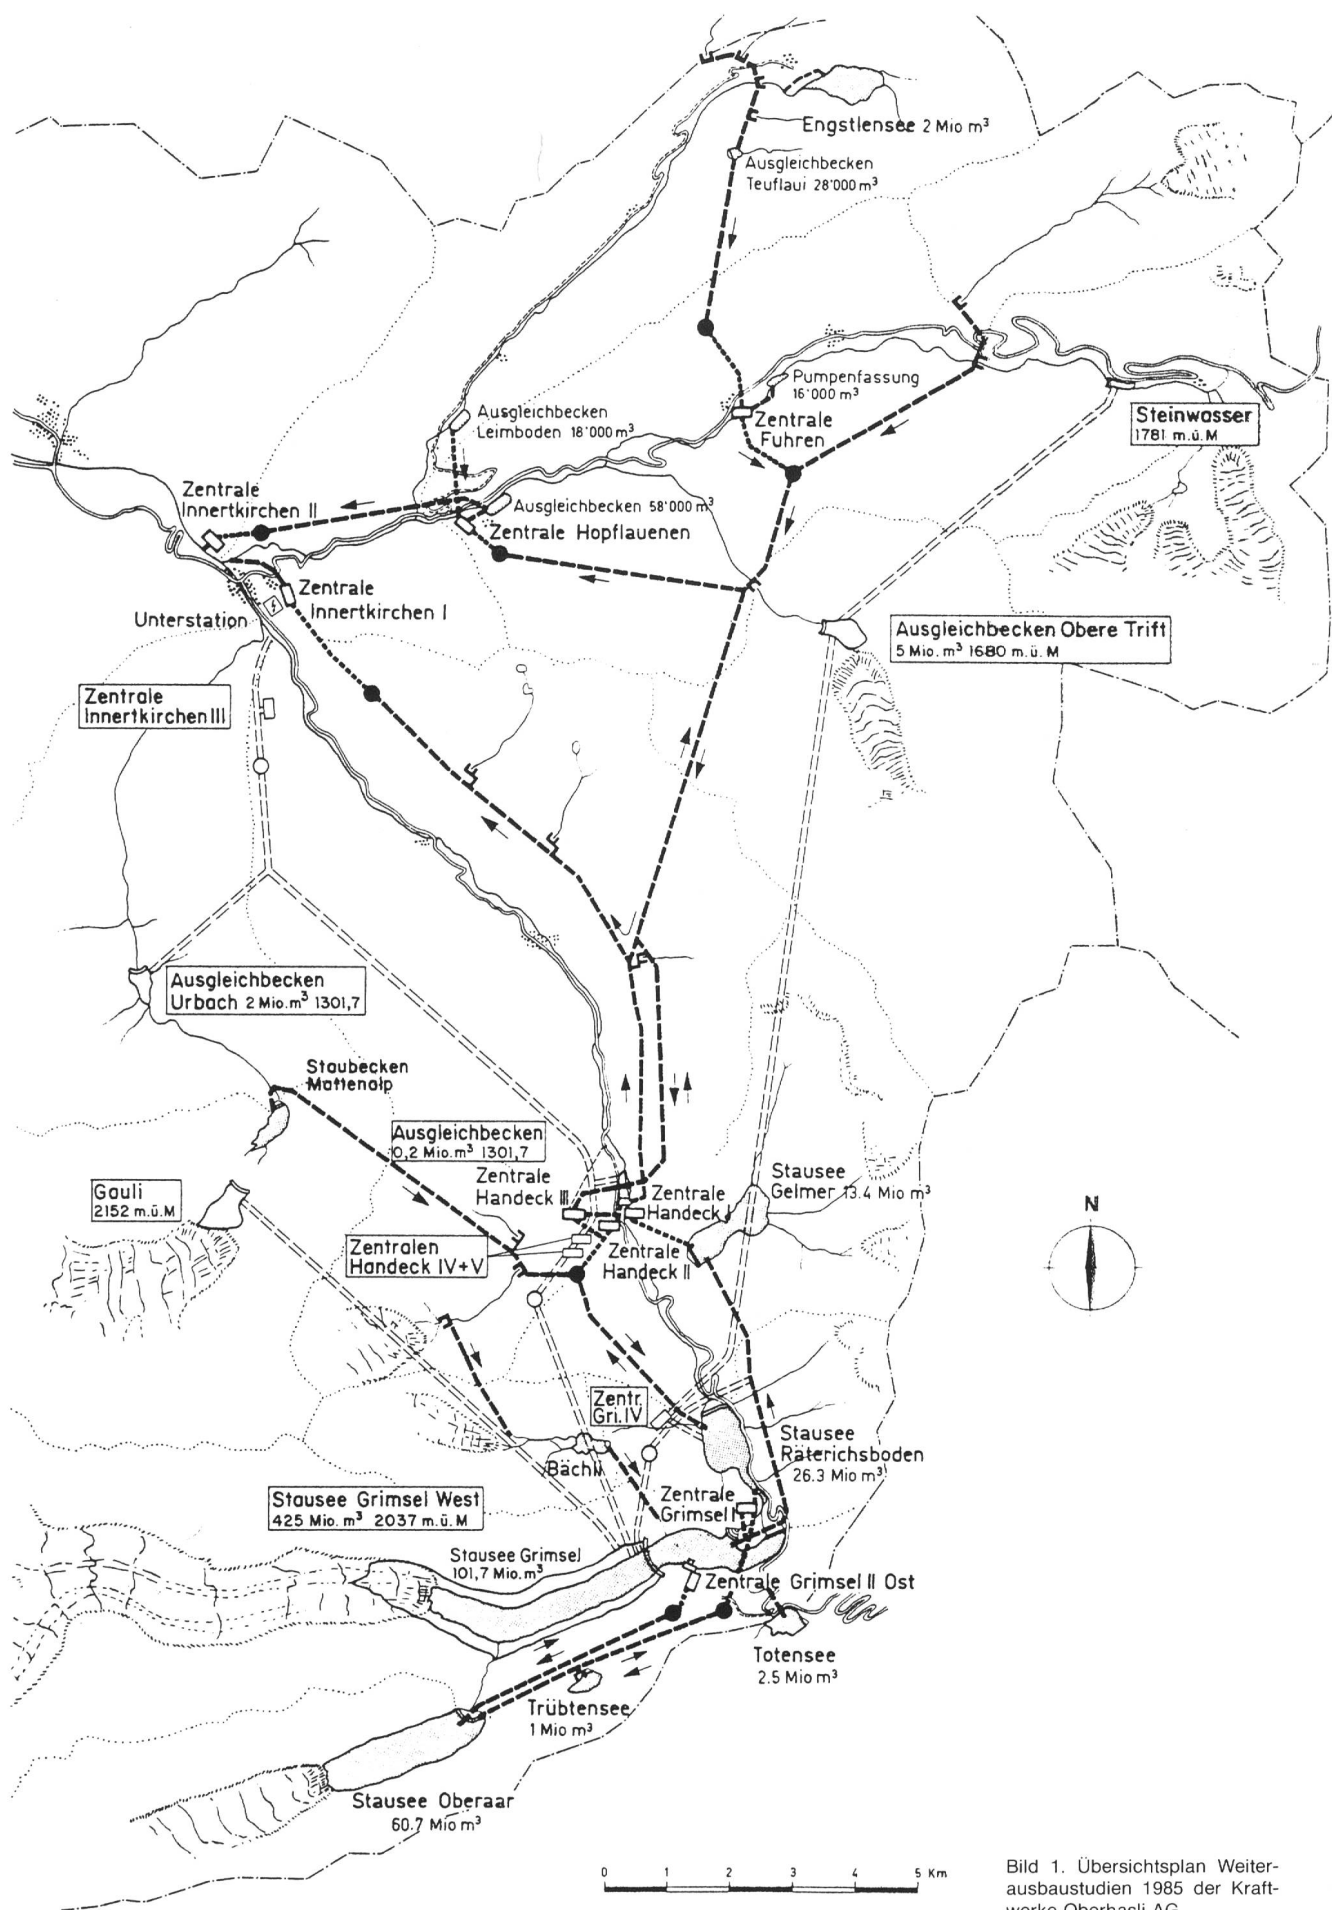 Engstlensee 2 Mio m³
Ausgleichbecken
Teuflaui 28'000 m³
Pumpenfassung
16'000 m³
Zentrale
Fuhren
Steinwasser
1781 m.ü.M
Ausgleichbecken
Leimboden 18'000 m³
Zentrale
Innertkirchen II
Ausgleichbecken 58'000 m³
Zentrale Hopflauenen
Zentrale
Innertkirchen I
Unterstation
Ausgleichbecken Obere Trift
5 Mio. m³ 1680 m.ü.M
Zentrale
Innertkirchen III
Ausgleichbecken
Urbach 2 Mio.m³ 1301,7
Staubecken
Mattenalp
Ausgleichbecken
0,2 Mio.m³ 1301,7
Zentrale
Handeck III
Zentrale
Handeck I
Stausee
Gelmer 13.4 Mio m³
Gauli
2152 m.ü.M
N
Zentralen
Handeck IV+V
Zentrale
Handeck II
Zentr.
Gri.IV
Stausee
Räterichsboden
26.3 Mio m³
Bächli
Zentrale
Grimsel I
Stausee Grimsel West
425 Mio. m³ 2037 m.ü.M
Stausee Grimsel
101,7 Mio.m³
Zentrale Grimsel II Ost
Totensee
2.5 Mio m³
Trübtensee
1 Mio m³
Stausee Oberaar
60.7 Mio m³
0 1 2 3 4 5 Km
Bild 1. Übersichtsplan Weiter-
ausbaustudien 1985 der Kraft-
werke Oberhasli AG